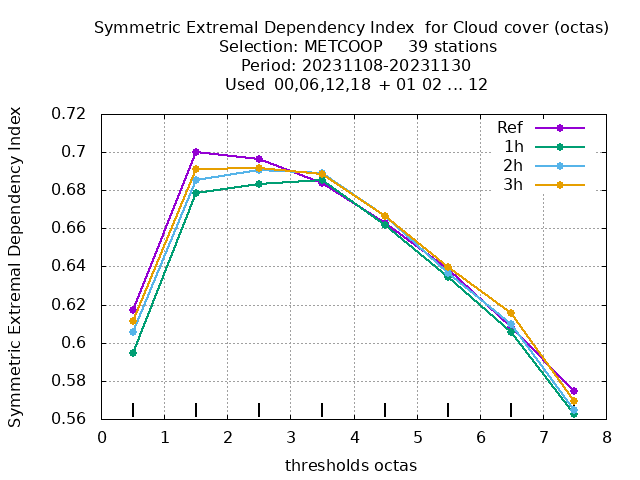 Symmetric Extremal Dependency Index  for Cloud cover (octas)
Selection: METCOOP     39 stations
Period: 20231108-20231130
Used  00,06,12,18  + 01 02 ... 12
Symmetric Extremal Dependency Index
0.72
0.7
0.68
0.66
0.64
0.62
0.6
0.58
0.56
Ref
1h
2h
3h
0 1 2 3 4 5 6 7 8
thresholds octas